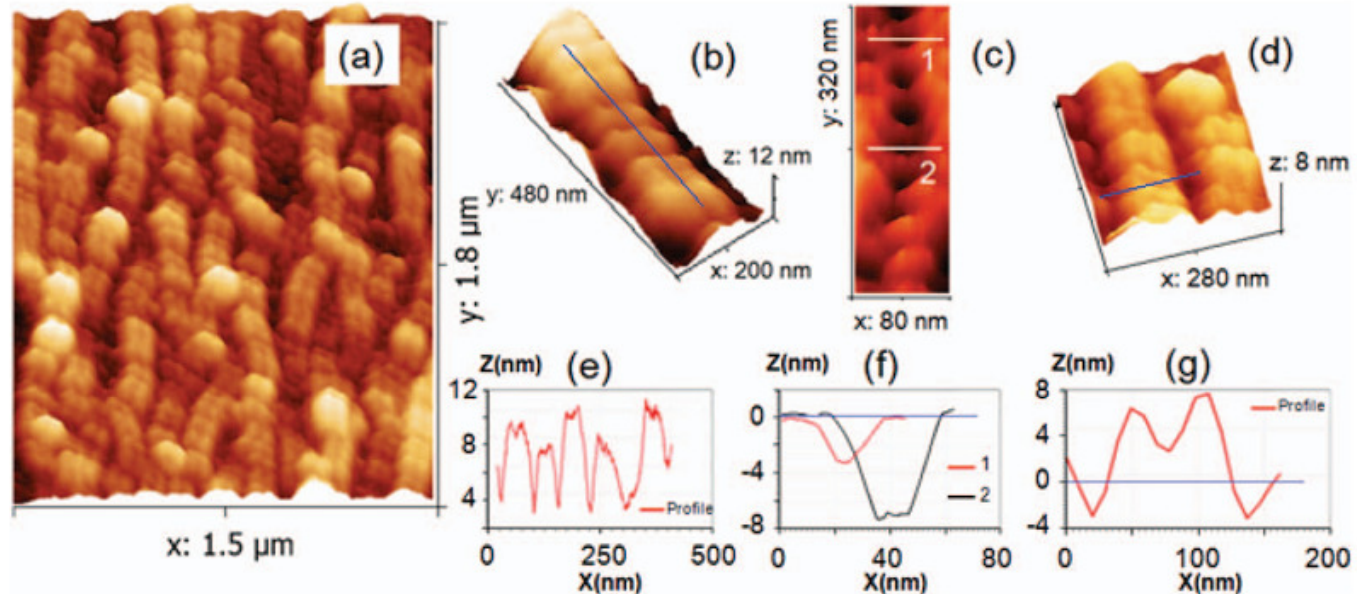 (a)
y: 1.8 µm
x: 1.5 µm
(b)
y: 480 nm
x: 200 nm
z: 12 nm
(c)
y: 320 nm
1
2
x: 80 nm
(d)
z: 8 nm
x: 280 nm
(e)
Z(nm)
12
8
4
0 250 500
X(nm)
Profile
(f)
Z(nm)
0
-4
-8
0 40 80
X(nm)
1
2
(g)
Z(nm)
8
4
0
-4
0 100 200
X(nm)
Profile